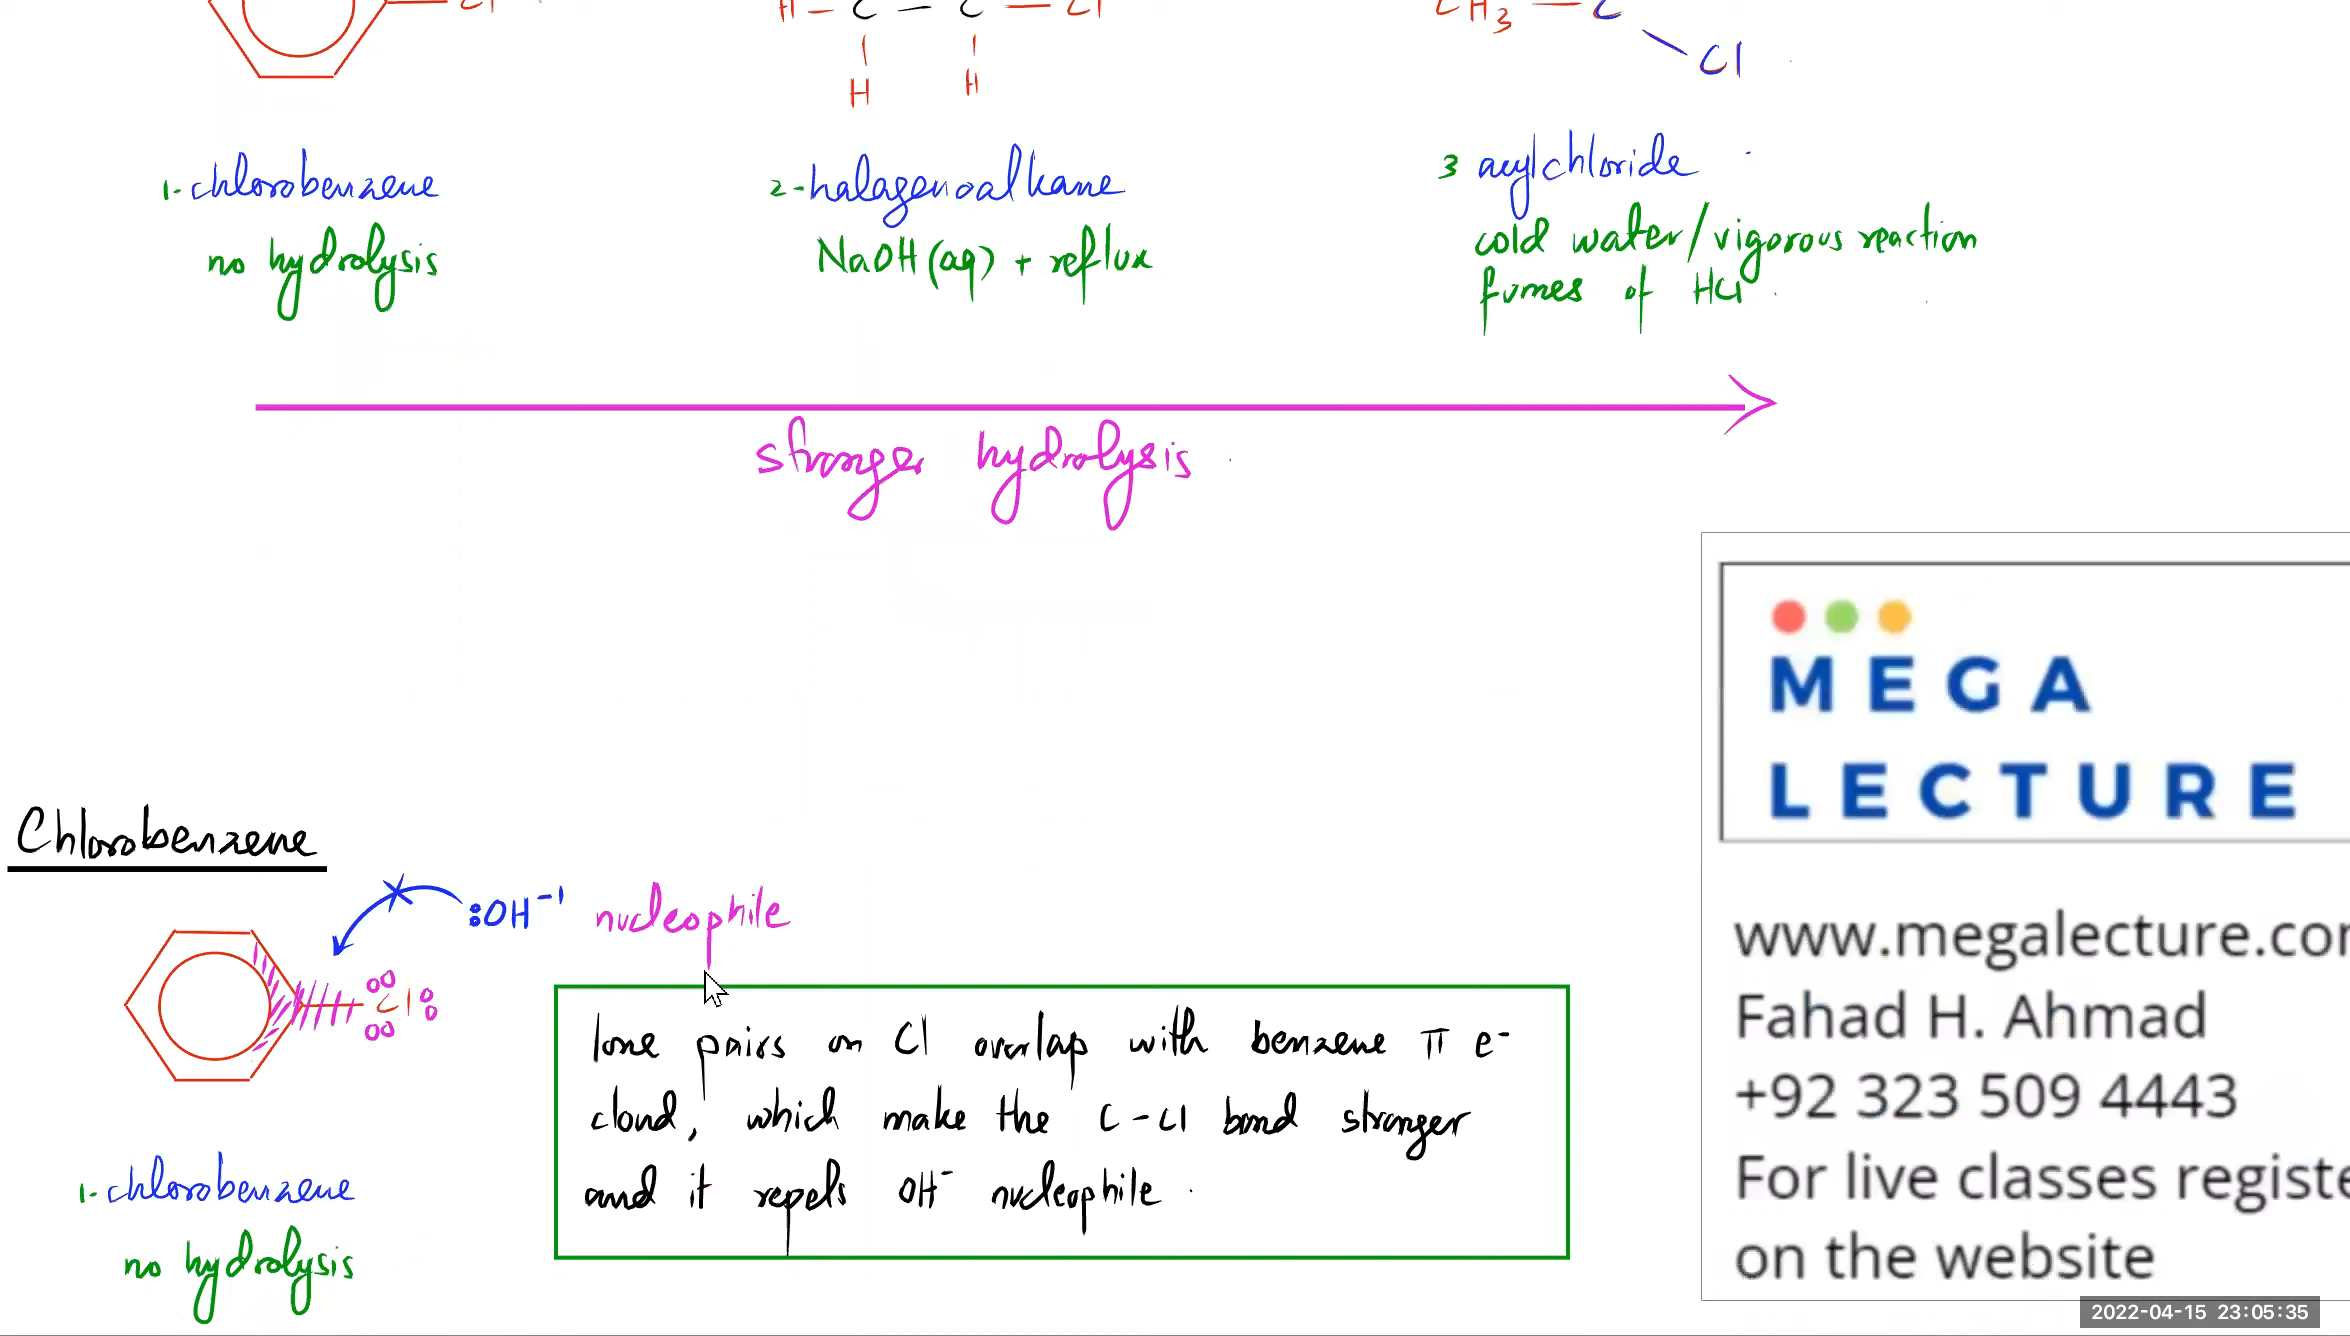 Cl
H — C — C — Cl
CH3 — C
Cl
H H
1- chlorobenzene
no hydrolysis
2- halagenoalkane
NaOH (aq) + reflux
3 acylchloride
cold water/vigorous reaction
fumes of HCl
stronger hydrolysis
MEGA
LECTURE
www.megalecture.co
Fahad H. Ahmad
+92 323 509 4443
For live classes registe
on the website
Chlorobenzene
:OH-1 nucleophile
Cl
1- chlorobenzene
no hydrolysis
lone pairs on Cl overlap with benzene π e-
cloud, which make the C-Cl bond stronger
and it repels OH- nucleophile.
2022-04-15 23:05:35